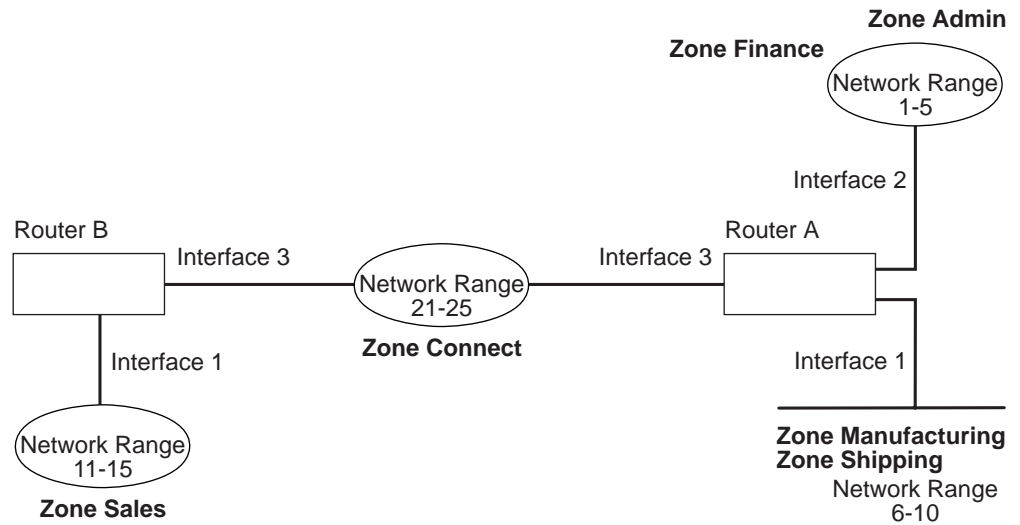 Zone Admin
Zone Finance
Network Range
1-5
Interface 2
Router B
Router A
Interface 3
Interface 3
Network Range
21-25
Zone Connect
Interface 1
Interface 1
Network Range
11-15
Zone Sales
Zone Manufacturing
Zone Shipping
Network Range
6-10